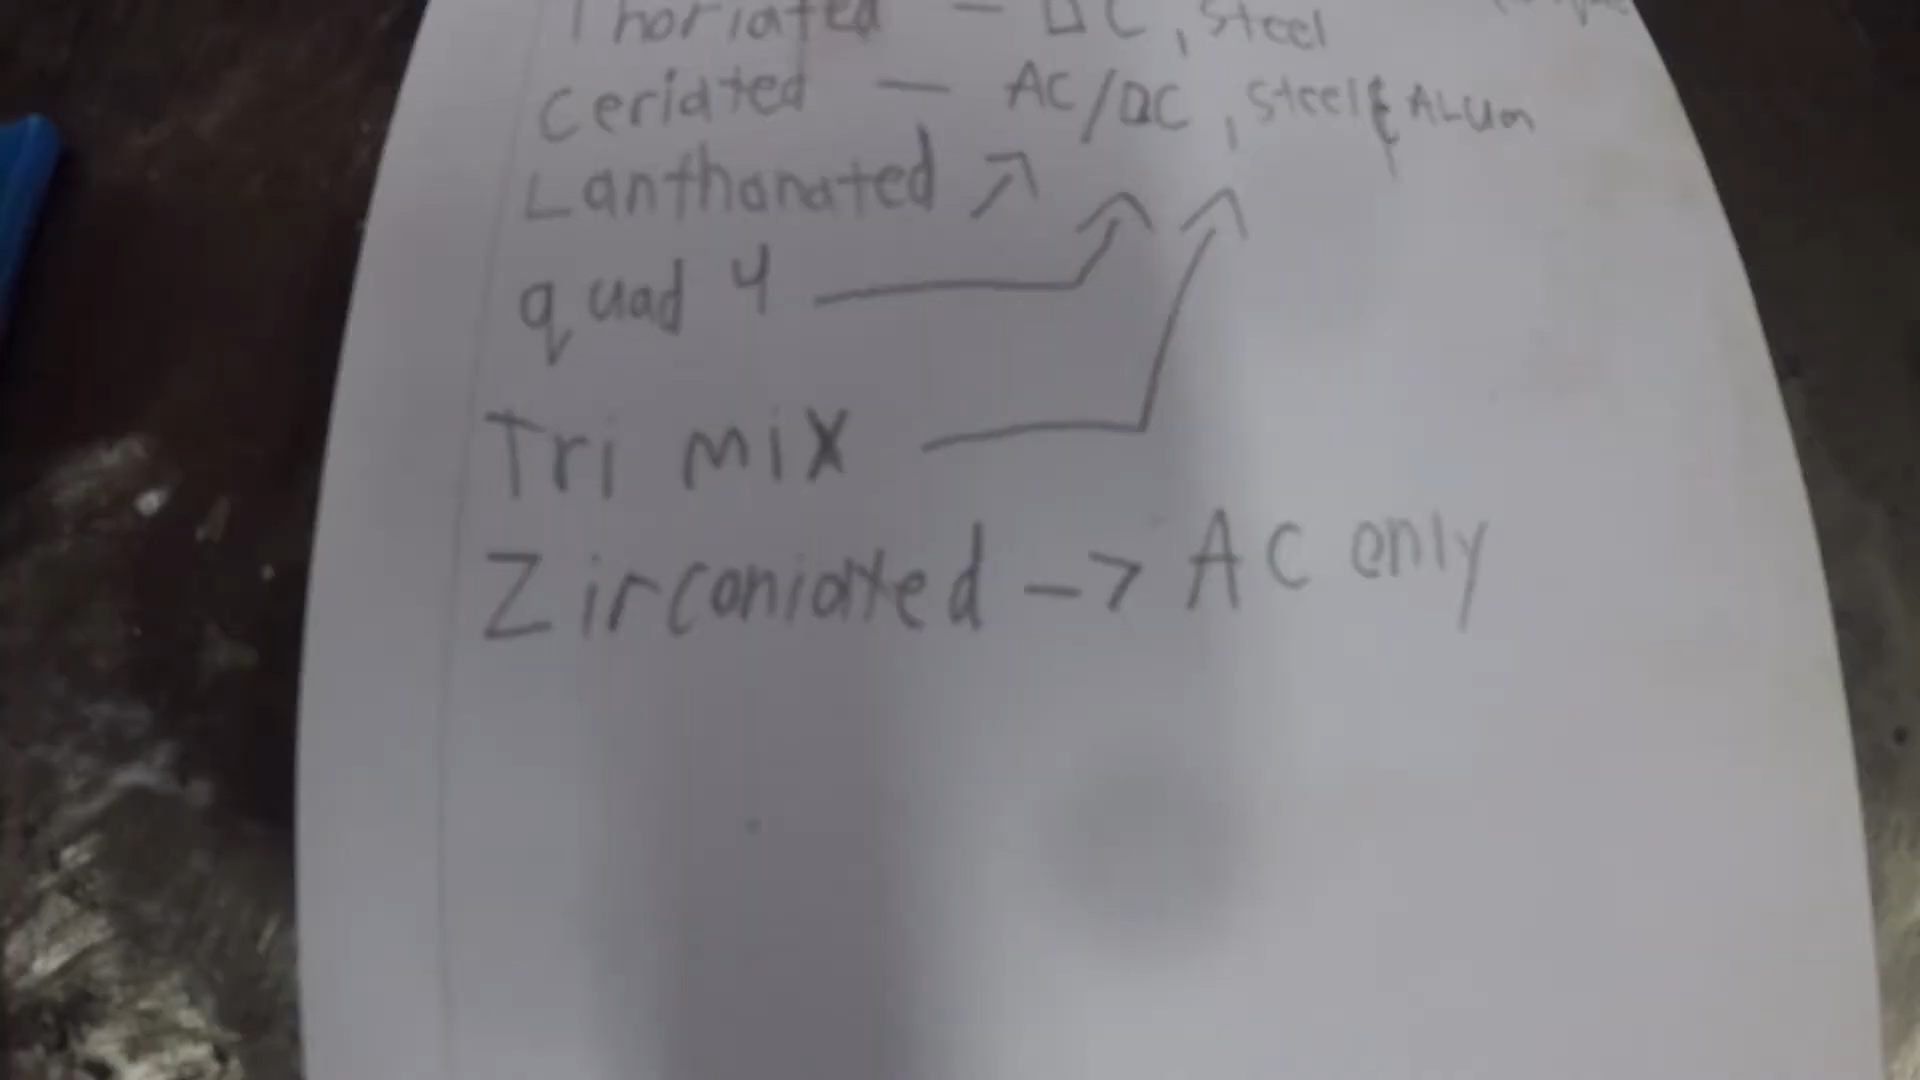 Thoriated — DC, Steel
Ceriated — AC/DC, Steel & ALUm
Lanthanated ↗
quad 4
Tri mix
Zirconiated -> AC only